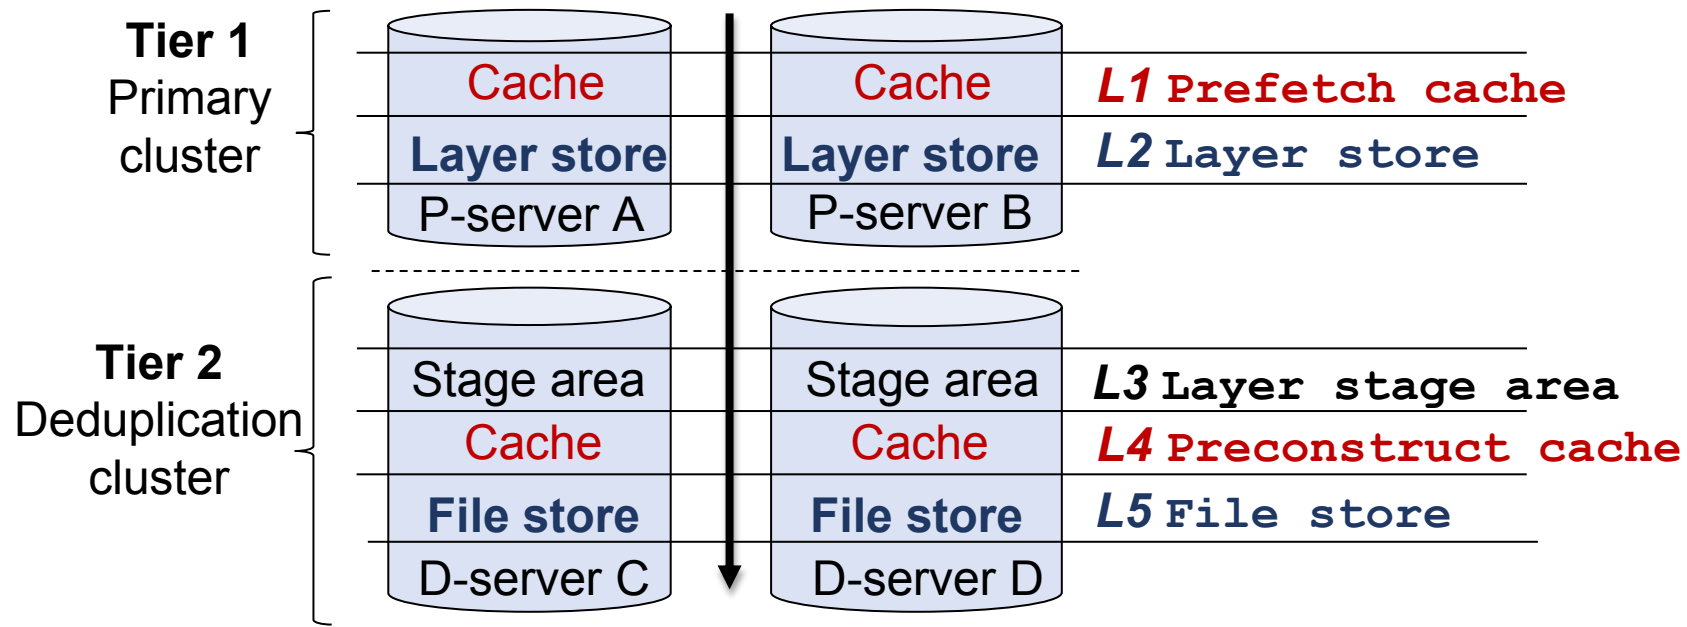 Tier 1
Primary
cluster
Cache
Cache
L1 Prefetch cache
Layer store
Layer store
L2 Layer store
P-server A
P-server B
Tier 2
Deduplication
cluster
Stage area
Stage area
L3 Layer stage area
Cache
Cache
L4 Preconstruct cache
File store
File store
L5 File store
D-server C
D-server D